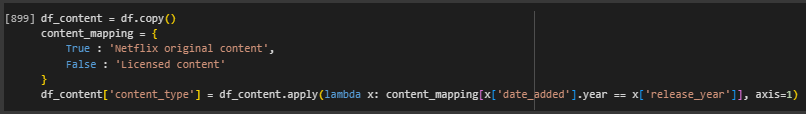 [899] df_content = df.copy()
content_mapping = {
True : 'Netflix original content',
False : 'Licensed content'
}
df_content['content_type'] = df_content.apply(lambda x: content_mapping[x['date_added'].year == x['release_year']], axis=1)